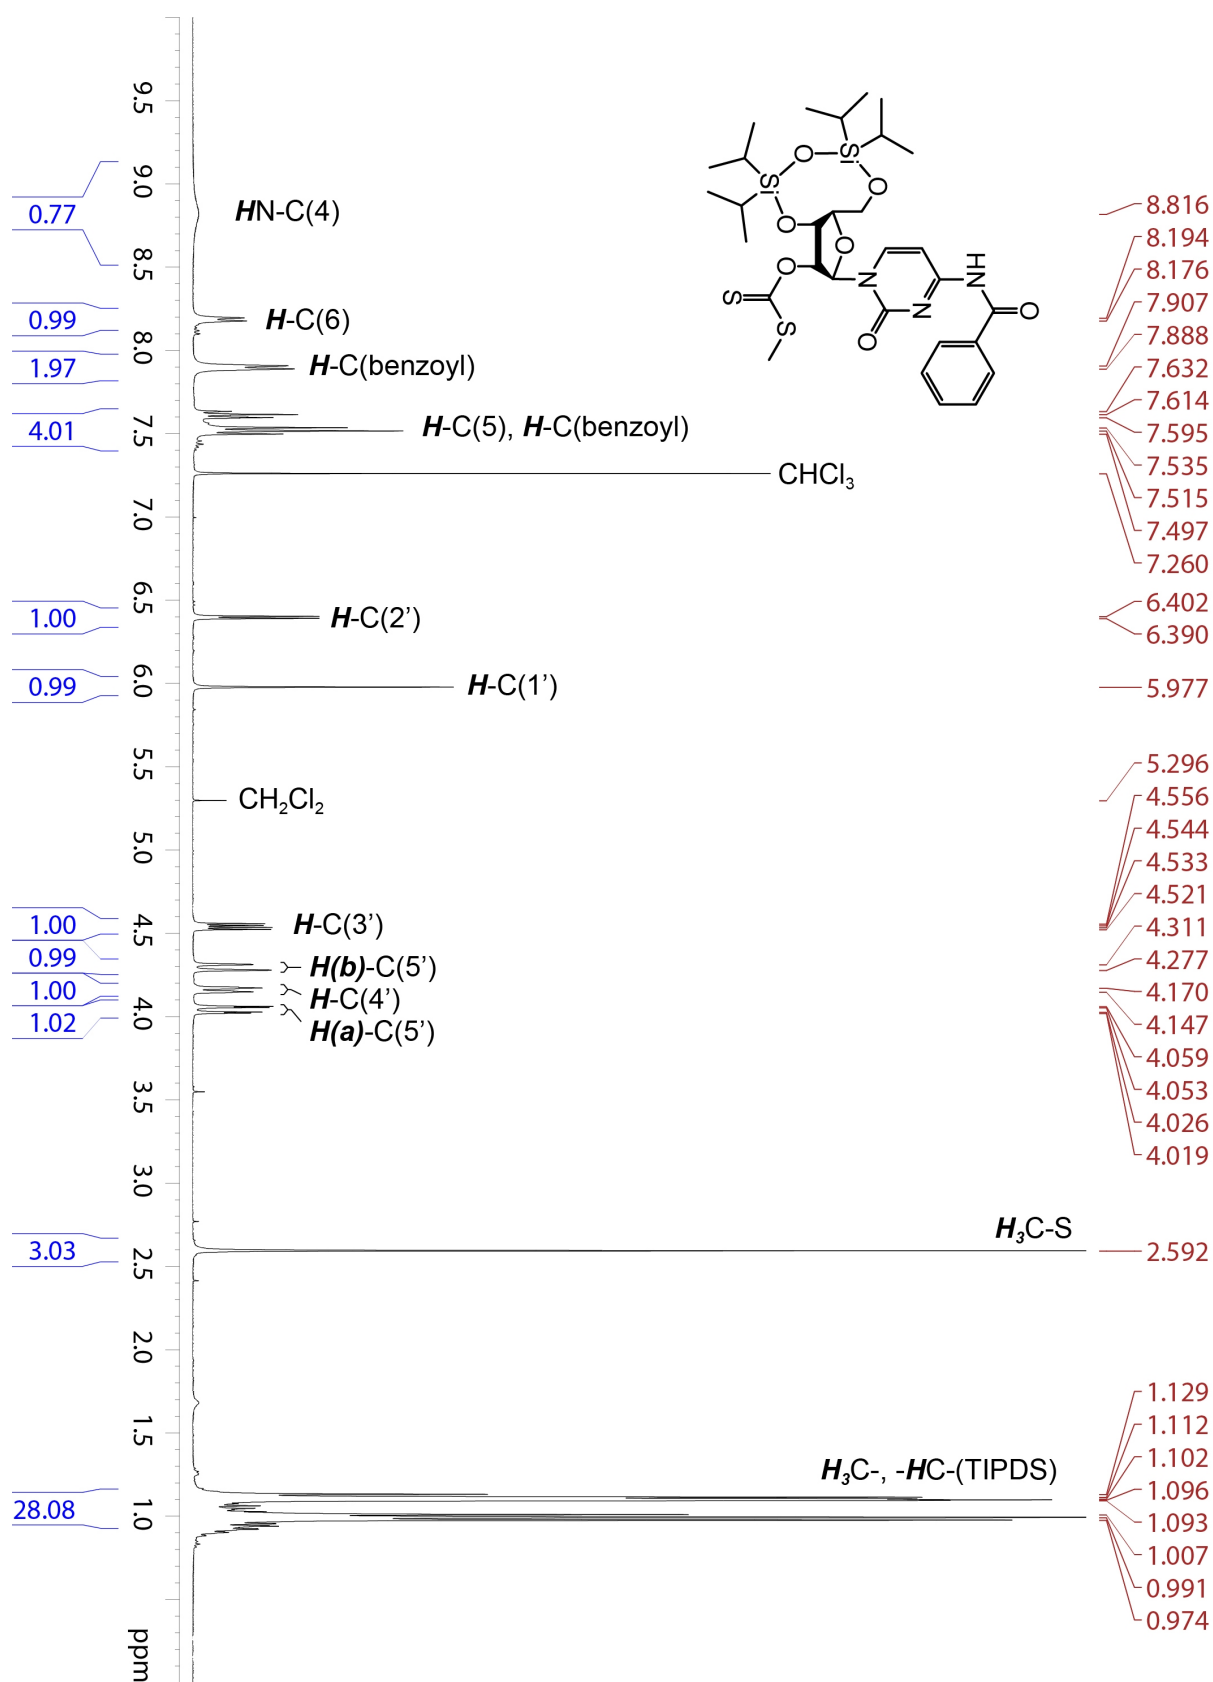 9.5
9.0
8.5
8.0
7.5
7.0
6.5
6.0
5.5
5.0
4.5
4.0
3.5
3.0
2.5
2.0
1.5
1.0
ppm
0.77
0.99
1.97
4.01
1.00
0.99
1.00
0.99
1.00
1.02
3.03
28.08
HN-C(4)
H-C(6)
H-C(benzoyl)
H-C(5), H-C(benzoyl)
CHCl₃
H-C(2’)
H-C(1’)
CH₂Cl₂
H-C(3’)
H(b)-C(5’)
H-C(4’)
H(a)-C(5’)
H₃C-S
H₃C-, -HC-(TIPDS)
Si
O
Si
O
O
O
O
S
S
N
N
O
H
N
O
8.816
8.194
8.176
7.907
7.888
7.632
7.614
7.595
7.535
7.515
7.497
7.260
6.402
6.390
5.977
5.296
4.556
4.544
4.533
4.521
4.311
4.277
4.170
4.147
4.059
4.053
4.026
4.019
2.592
1.129
1.112
1.102
1.096
1.093
1.007
0.991
0.974